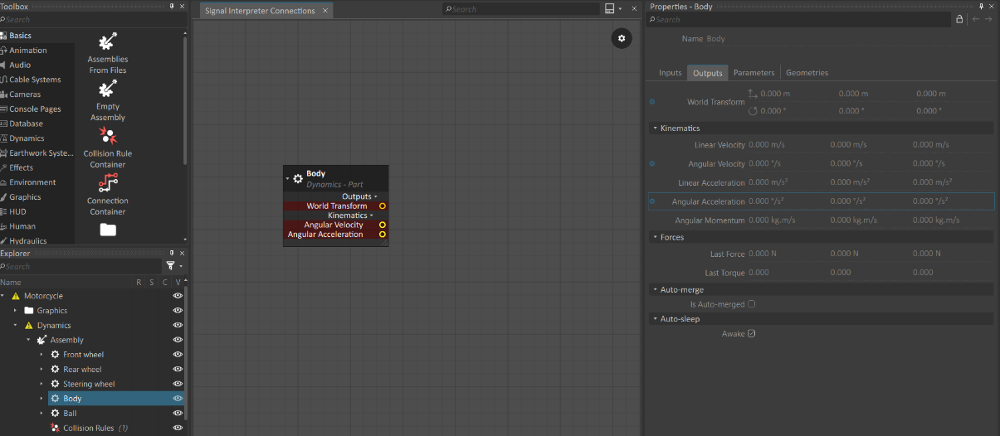 Toolbox
Search
Basics
Animation
Audio
Cable Systems
Cameras
Console Pages
Database
Dynamics
Earthwork Syste...
Effects
Environment
Graphics
HUD
Human
Hydraulics
Assemblies
From Files
Empty
Assembly
Collision Rule
Container
Connection
Container
Explorer
Search
Name R S C V
Motorcycle
Graphics
Dynamics
Assembly
Front wheel
Rear wheel
Steering wheel
Body
Ball
Collision Rules (1)
Signal Interpreter Connections
Search
Body
Dynamics - Part
Outputs
World Transform
Kinematics
Angular Velocity
Angular Acceleration
Properties - Body
Search
Name Body
Inputs Outputs Parameters Geometries
World Transform 0.000 m 0.000 m 0.000 m
0.000 ° 0.000 ° 0.000 °
Kinematics
Linear Velocity 0.000 m/s 0.000 m/s 0.000 m/s
Angular Velocity 0.000 °/s 0.000 °/s 0.000 °/s
Linear Acceleration 0.000 m/s² 0.000 m/s² 0.000 m/s²
Angular Acceleration 0.000 °/s² 0.000 °/s² 0.000 °/s²
Angular Momentum 0.000 kg.m/s 0.000 kg.m/s 0.000 kg.m/s
Forces
Last Force 0.000 N 0.000 N 0.000 N
Last Torque 0.000 0.000 0.000
Auto-merge
Is Auto-merged
Auto-sleep
Awake